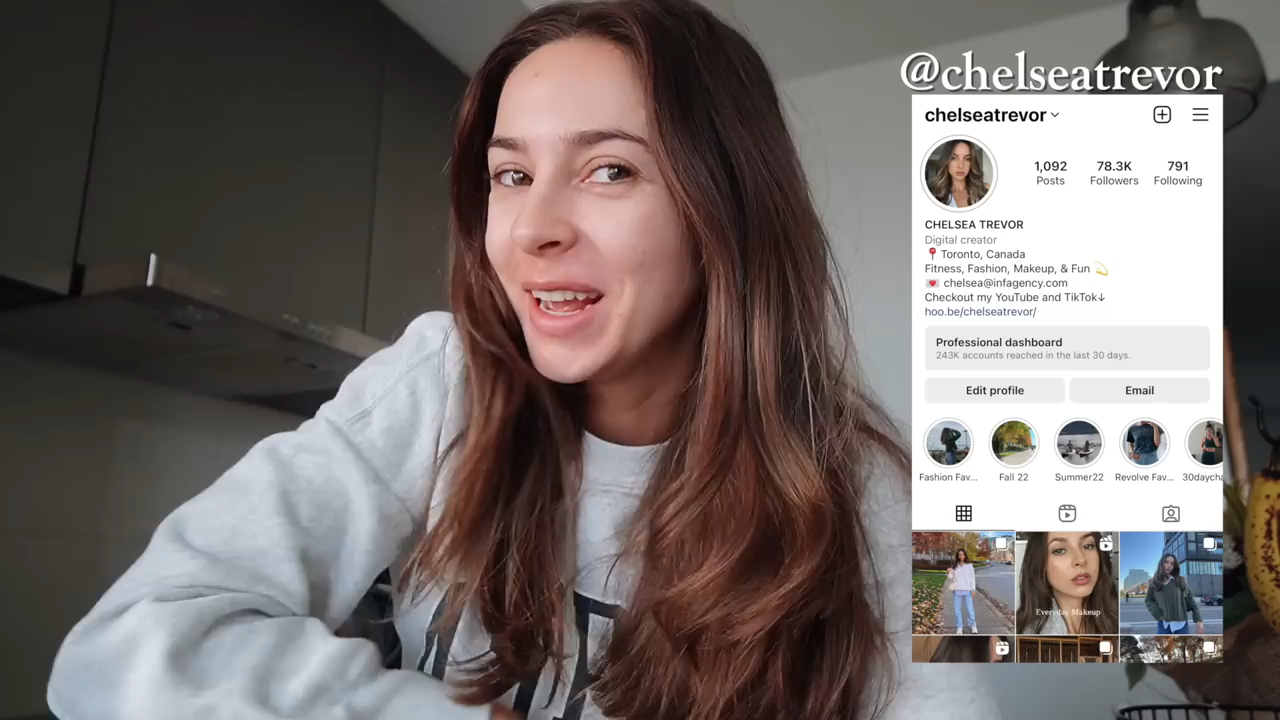 @chelseatrevor
chelseatrevor
1,092
Posts
78.3K
Followers
791
Following
CHELSEA TREVOR
Digital creator
📍Toronto, Canada
Fitness, Fashion, Makeup, & Fun 💫
💌 chelsea@infagency.com
Checkout my YouTube and TikTok↓
hoo.be/chelseatrevor/
Professional dashboard
243K accounts reached in the last 30 days.
Edit profile
Email
Fashion Fav...
Fall 22
Summer22
Revolve Fav...
30daycha
Everyday Makeup